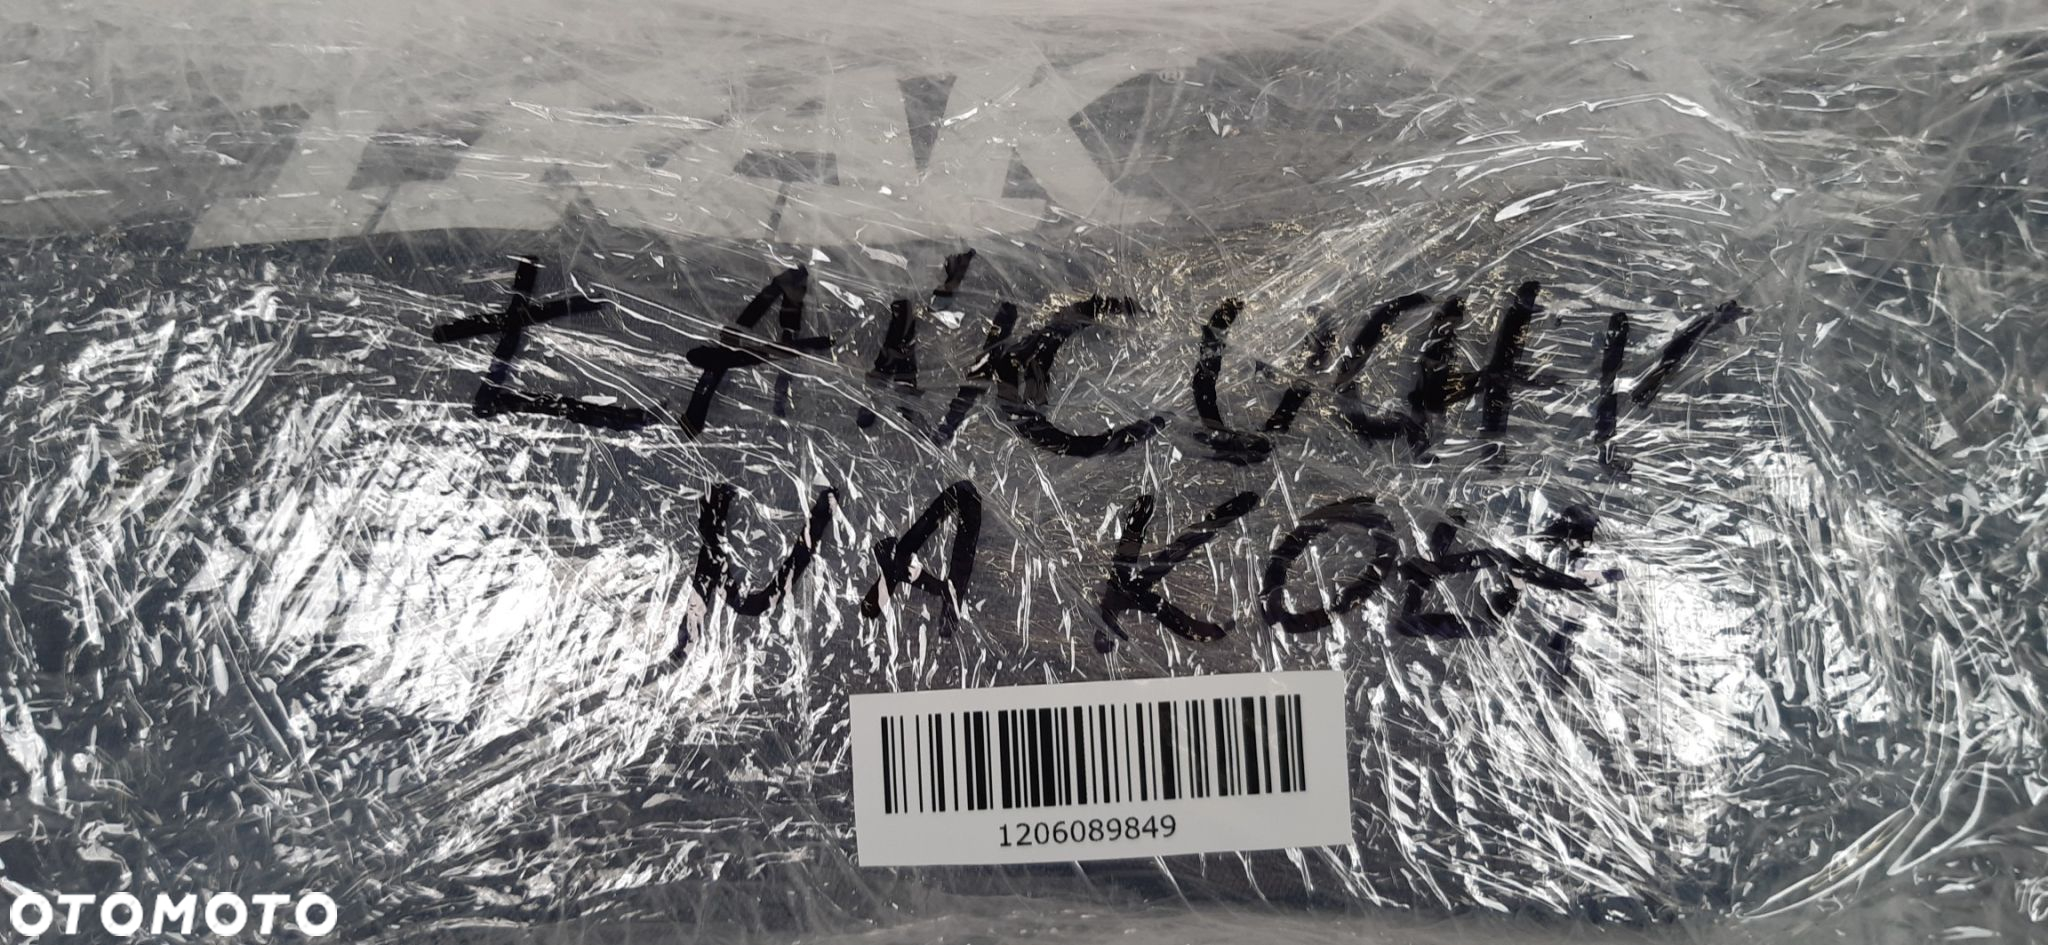 ŁAŃCUCHY
NA KOŁA
1206089849
OTOMOTO